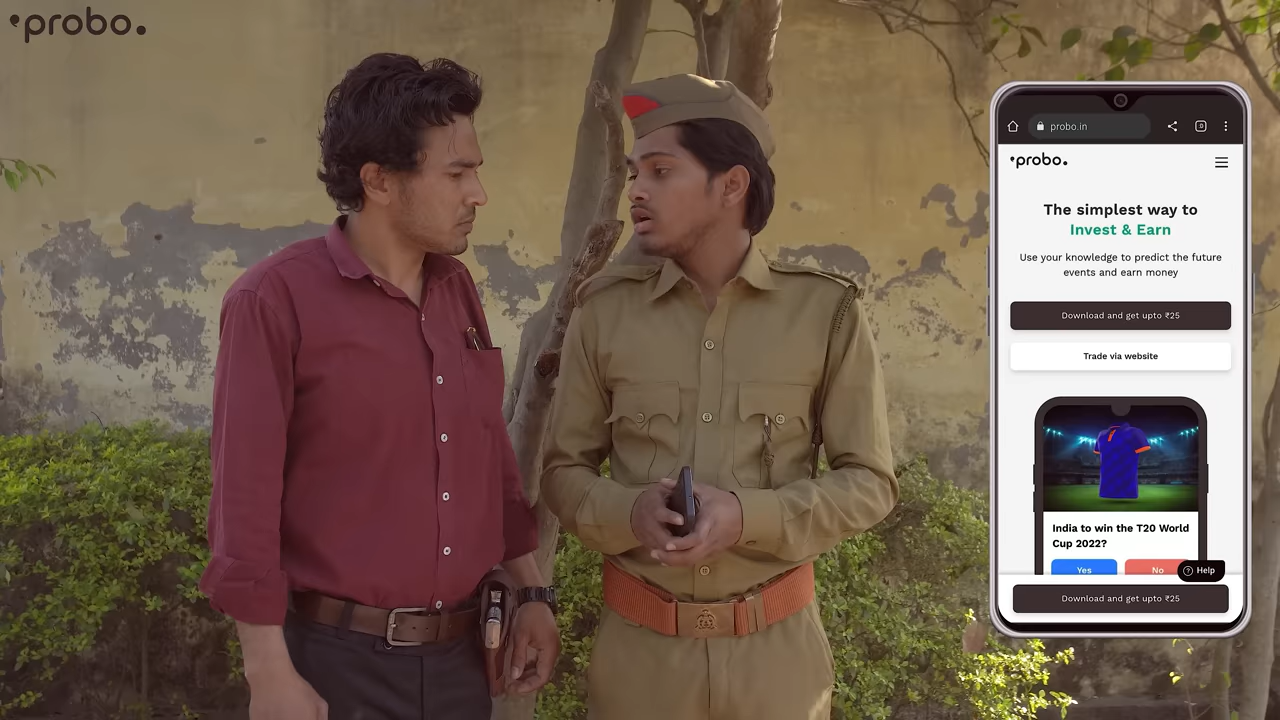 probo.
probo.in
probo.
The simplest way to
Invest & Earn
Use your knowledge to predict the future
events and earn money
Download and get upto ₹25
Trade via website
India to win the T20 World
Cup 2022?
Yes
No
Help
Download and get upto ₹25